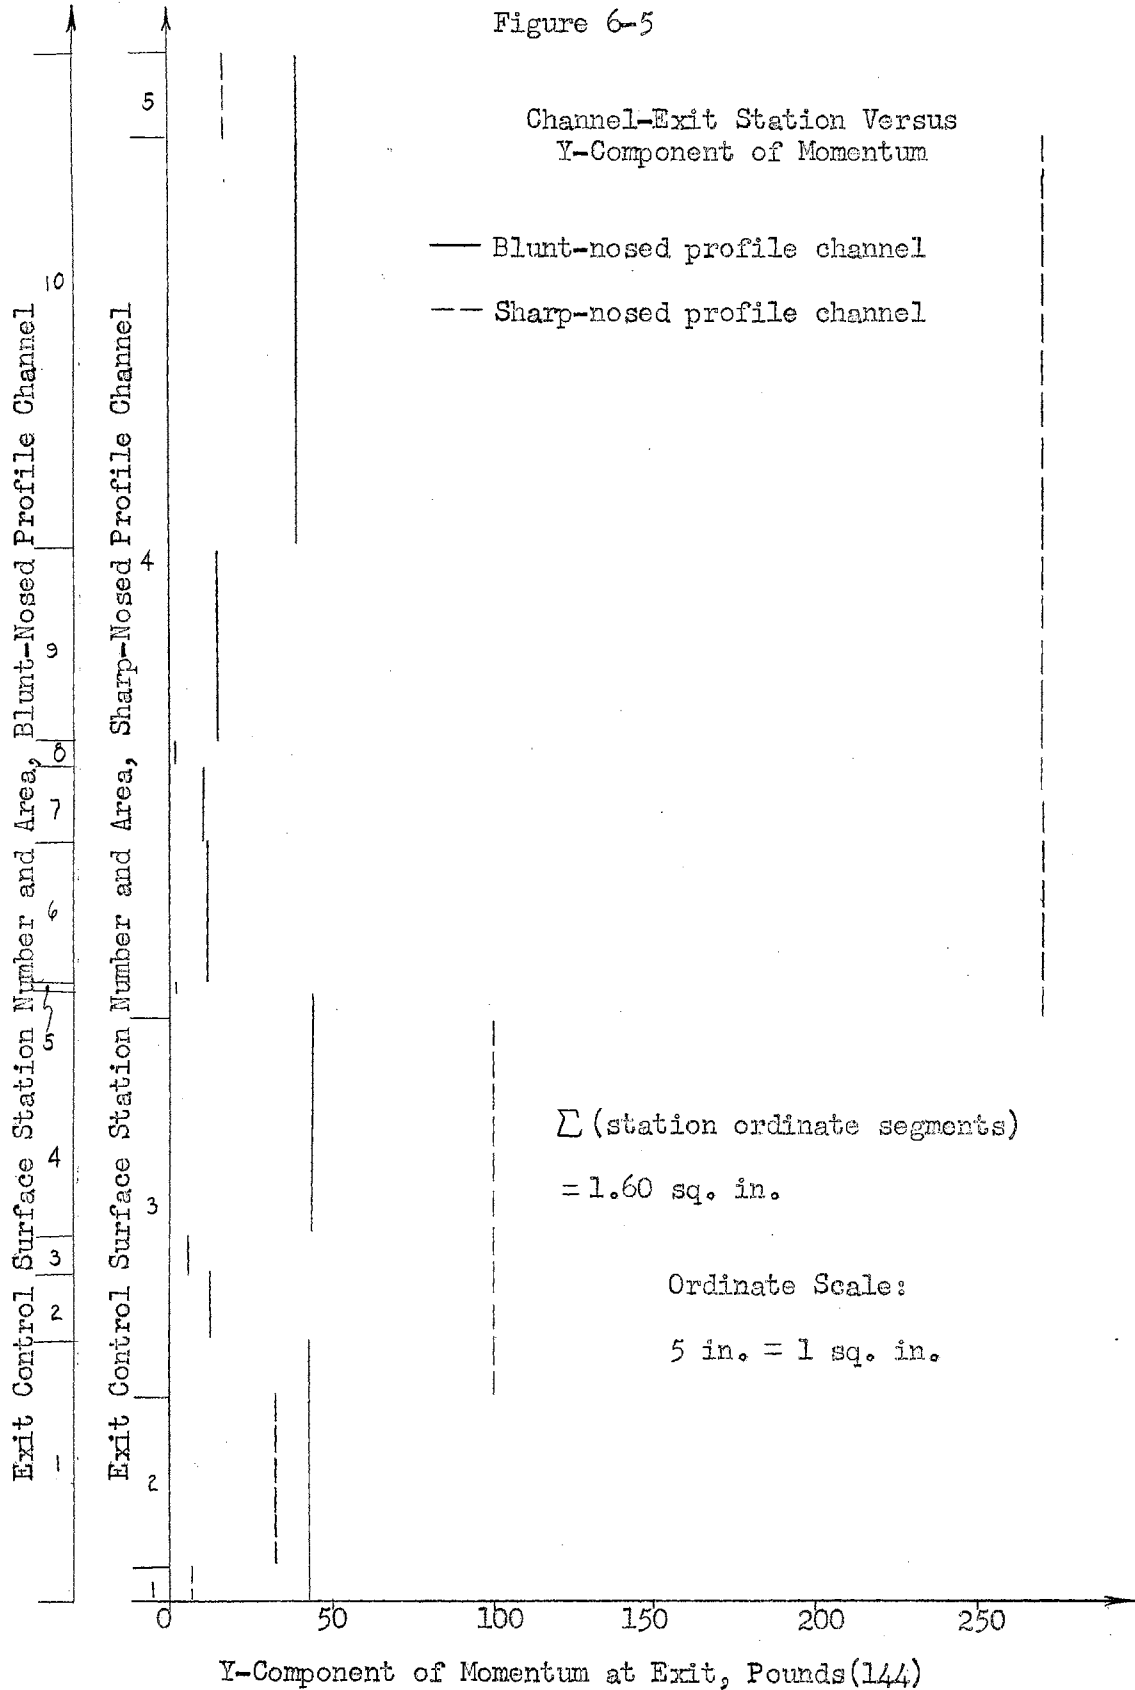 Figure 6-5
Channel-Exit Station Versus
Y-Component of Momentum
Blunt-nosed profile channel
Sharp-nosed profile channel
Exit Control Surface Station Number and Area, Blunt-Nosed Profile Channel
10
9
8
7
6
5
4
3
2
1
Exit Control Surface Station Number and Area, Sharp-Nosed Profile Channel
5
4
3
2
1
Σ (station ordinate segments)
= 1.60 sq. in.
Ordinate Scale:
5 in. = 1 sq. in.
0 50 100 150 200 250
Y-Component of Momentum at Exit, Pounds(144)